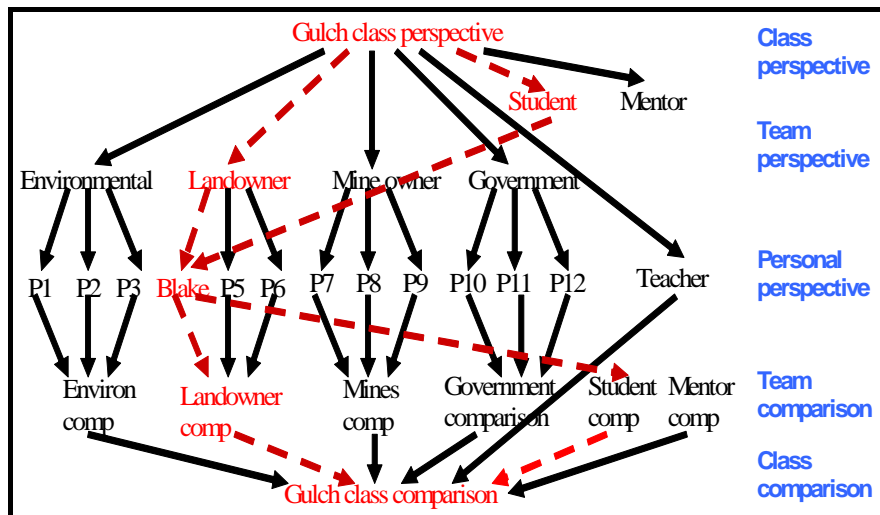 Gulch class perspective
Class
perspective
Student
Mentor
Team
perspective
Environmental
Landowner
Mine owner
Government
Personal
perspective
P1
P2
P3
Blake
P5
P6
P7
P8
P9
P10
P11
P12
Teacher
Environ
comp
Landowner
comp
Mines
comp
Government
comparison
Student
comp
Mentor
comp
Team
comparison
Gulch class comparison
Class
comparison